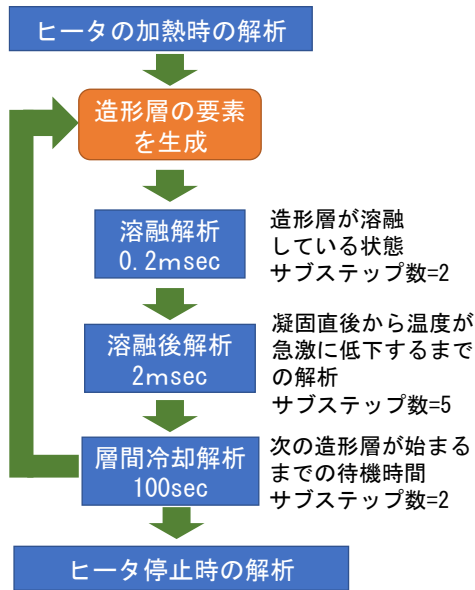 ヒータの加熱時の解析
造形層の要素
を生成
溶融解析
0.2msec
造形層が溶融
している状態
サブステップ数=2
溶融後解析
2msec
凝固直後から温度が
急激に低下するまで
の解析
サブステップ数=5
層間冷却解析
100sec
次の造形層が始まる
までの待機時間
サブステップ数=2
ヒータ停止時の解析